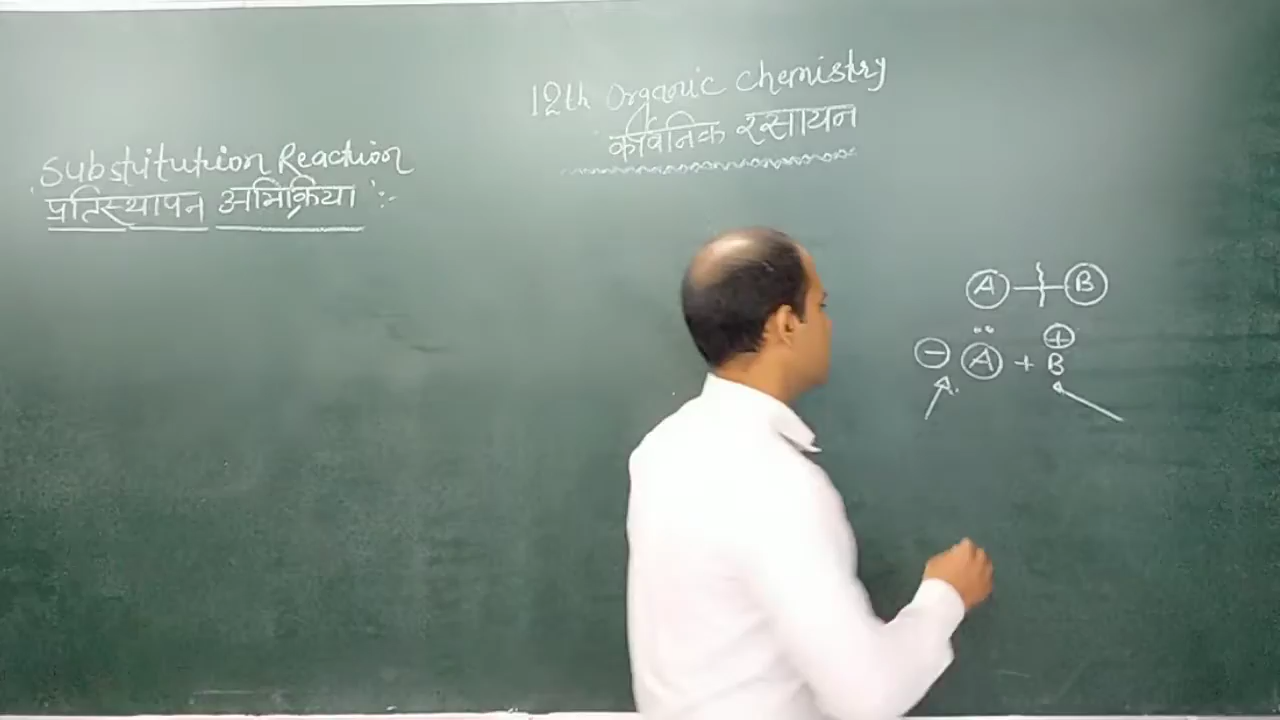 12th Organic Chemistry
कार्बनिक रसायन
Substitution Reaction
प्रतिस्थापन अभिक्रिया :-
A B
⊖ A + B ⊕